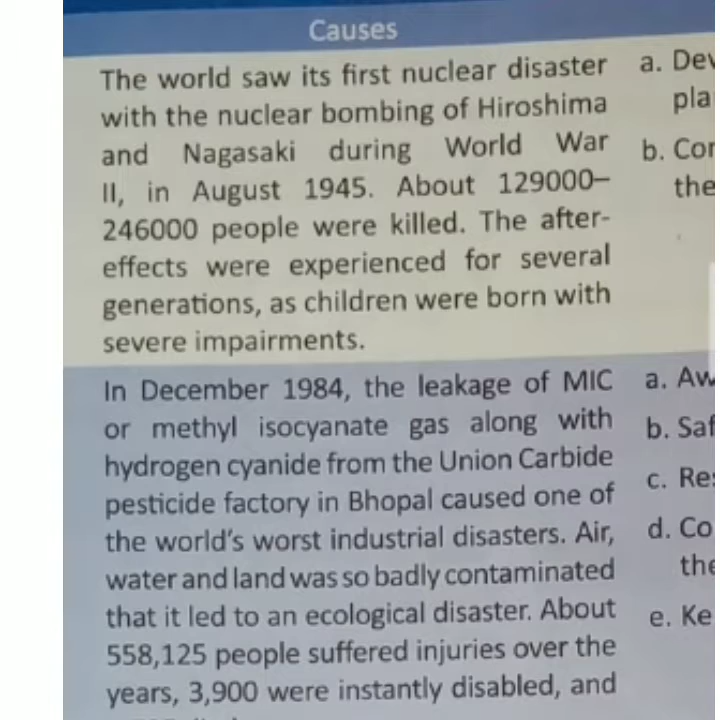 Causes
The world saw its first nuclear disaster
with the nuclear bombing of Hiroshima
and Nagasaki during World War
II, in August 1945. About 129000–
246000 people were killed. The after-
effects were experienced for several
generations, as children were born with
severe impairments.
a. Dev
pla
b. Con
the
In December 1984, the leakage of MIC
or methyl isocyanate gas along with
hydrogen cyanide from the Union Carbide
pesticide factory in Bhopal caused one of
the world's worst industrial disasters. Air,
water and land was so badly contaminated
that it led to an ecological disaster. About
558,125 people suffered injuries over the
years, 3,900 were instantly disabled, and
a. Aw
b. Saf
c. Res
d. Co
the
e. Ke